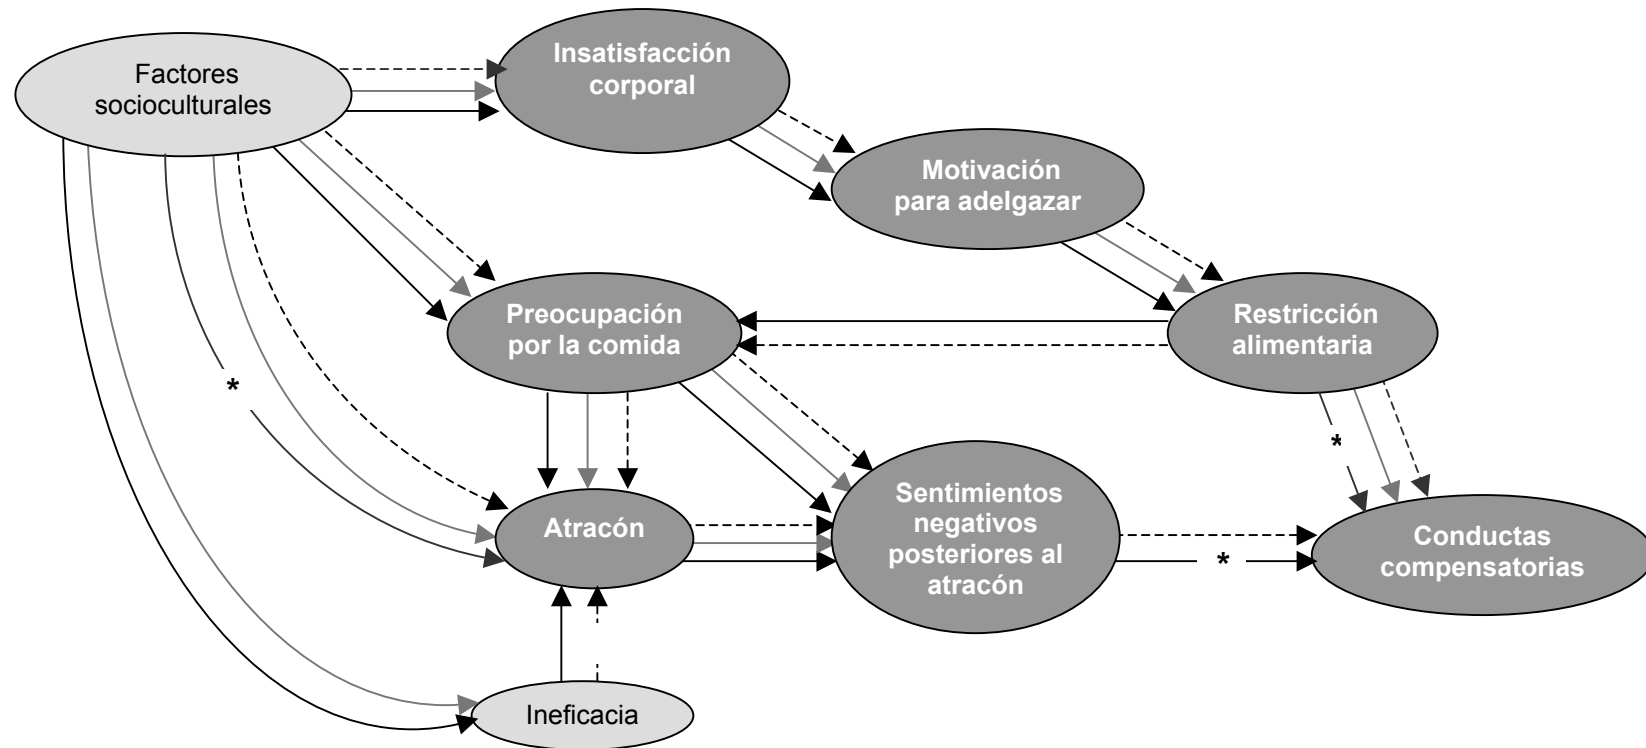 Factores
socioculturales
Insatisfacción
corporal
Motivación
para adelgazar
Preocupación
por la comida
Restricción
alimentaria
*
*
Atracón
Sentimientos
negativos
posteriores al
atracón
*
Conductas
compensatorias
Ineficacia